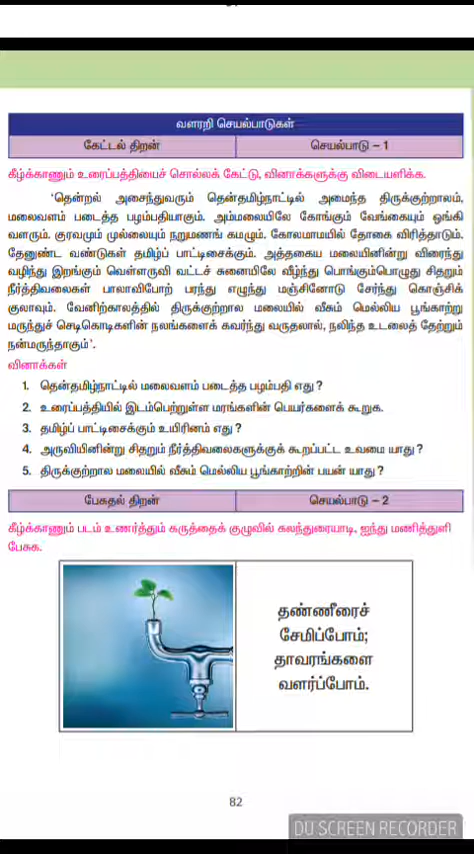 வளரறி செயல்பாடுகள்
கேட்டல் திறன் செயல்பாடு – 1
கீழ்க்காணும் உரைப்பத்தியைச் சொல்லக் கேட்டு, வினாக்களுக்கு விடையளிக்க.
'தென்றல் அசைந்துவரும் தென்தமிழ்நாட்டில் அமைந்த திருக்குற்றாலம்,
மலைவளம் படைத்த பழம்பதியாகும். அம்மலையிலே கோங்கும் வேங்கையும் ஓங்கி
வளரும். குரவமும் முல்லையும் நறுமணங் கமழும். கோலமாமயில் தோகை விரித்தாடும்.
தேனுண்ட வண்டுகள் தமிழ்ப் பாட்டிசைக்கும். அத்தகைய மலையினின்று விரைந்து
வழிந்து இறங்கும் வெள்ளருவி வட்டச் சுனையிலே வீழ்ந்து பொங்கும்பொழுது சிதறும்
நீர்த்திவலைகள் பாலாவிபோற் பரந்து எழுந்து மஞ்சினோடு சேர்ந்து கொஞ்சிக்
குலாவும். வேனிற்காலத்தில் திருக்குற்றால மலையில் வீசும் மெல்லிய பூங்காற்று
மருந்துச் செடிகொடிகளின் நலங்களைக் கவர்ந்து வருதலால், நலிந்த உடலைத் தேற்றும்
நன்மருந்தாகும்'.
வினாக்கள்
1. தென்தமிழ்நாட்டில் மலைவளம் படைத்த பழம்பதி எது ?
2. உரைப்பத்தியில் இடம்பெற்றுள்ள மரங்களின் பெயர்களைக் கூறுக.
3. தமிழ்ப் பாட்டிசைக்கும் உயிரினம் எது ?
4. அருவியினின்று சிதறும் நீர்த்திவலைகளுக்குக் கூறப்பட்ட உவமை யாது ?
5. திருக்குற்றால மலையில் வீசும் மெல்லிய பூங்காற்றின் பயன் யாது ?
பேசுதல் திறன் செயல்பாடு – 2
கீழ்க்காணும் படம் உணர்த்தும் கருத்தைக் குழுவில் கலந்துரையாடி, ஐந்து மணித்துளி
பேசுக.
தண்ணீரைச்
சேமிப்போம்;
தாவரங்களை
வளர்ப்போம்.
82
DU SCREEN RECORDER